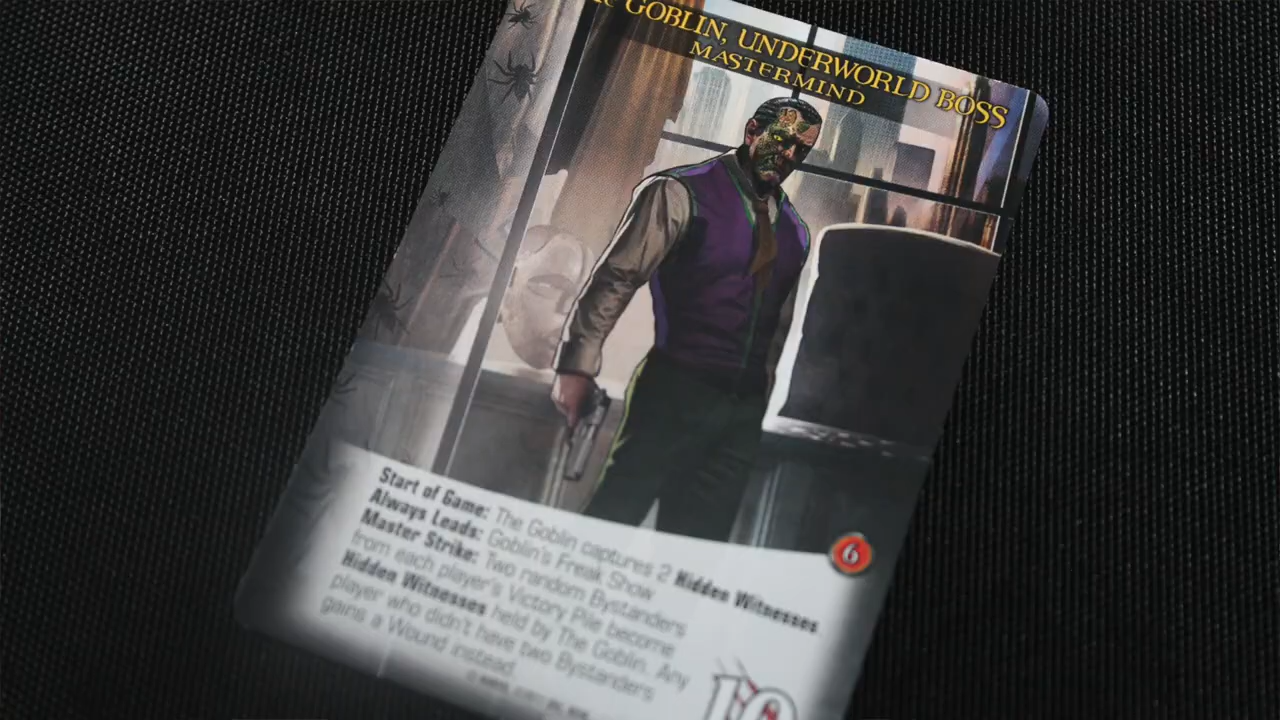 GOBLIN, UNDERWORLD BOSS
MASTERMIND
6
Start of Game: The Goblin captures 2 Hidden Witnesses.
Always Leads: Goblin's Freak Show
Master Strike: Two random Bystanders
from each player's Victory Pile become
Hidden Witnesses held by The Goblin. Any
player who didn't have two Bystanders
gains a Wound instead.
10